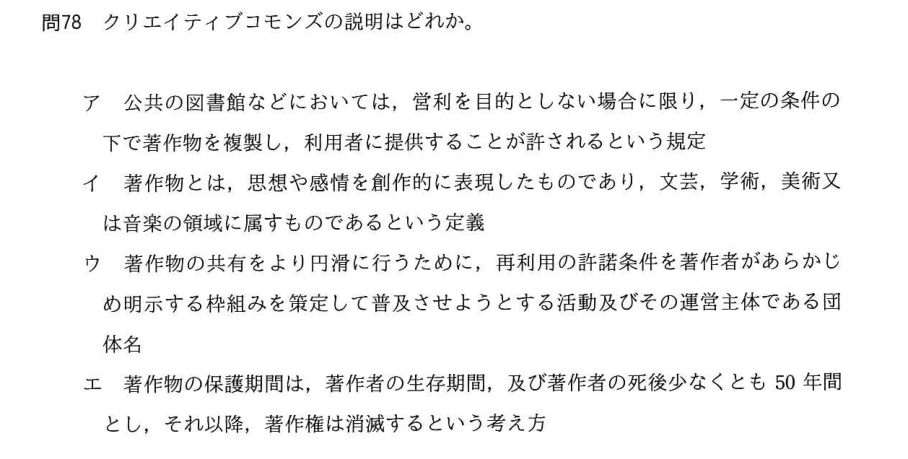 問78 クリエイティブコモンズの説明はどれか。
ア 公共の図書館などにおいては，営利を目的としない場合に限り，一定の条件の
下で著作物を複製し，利用者に提供することが許されるという規定
イ 著作物とは，思想や感情を創作的に表現したものであり，文芸，学術，美術又
は音楽の領域に属すものであるという定義
ウ 著作物の共有をより円滑に行うために，再利用の許諾条件を著作者があらかじ
め明示する枠組みを策定して普及させようとする活動及びその運営主体である団
体名
エ 著作物の保護期間は，著作者の生存期間，及び著作者の死後少なくとも 50 年間
とし，それ以降，著作権は消滅するという考え方